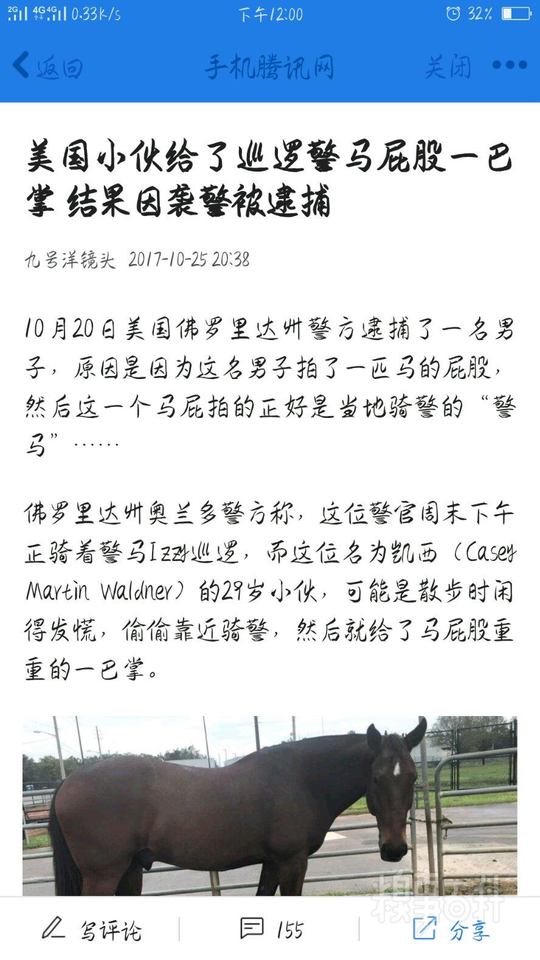 2G 4G 4G 0.33K/s 下午12:00 32%
返回 手机腾讯网 关闭
美国小伙给了巡逻警马屁股一巴
掌 结果因袭警被逮捕
九号洋镜头 2017-10-25 20:38
10月20日美国佛罗里达州警方逮捕了一名男
子，原因是因为这名男子拍了一匹马的屁股，
然后这一个马屁拍的正好是当地骑警的“警
马”……
佛罗里达州奥兰多警方称，这位警官周末下午
正骑着警马Izzy巡逻，而这位名为凯西（Casey
Martin Waldner）的29岁小伙，可能是散步时闲
得发慌，偷偷靠近骑警，然后就给了马屁股重
重的一巴掌。
糗事百科
写评论 155 分享